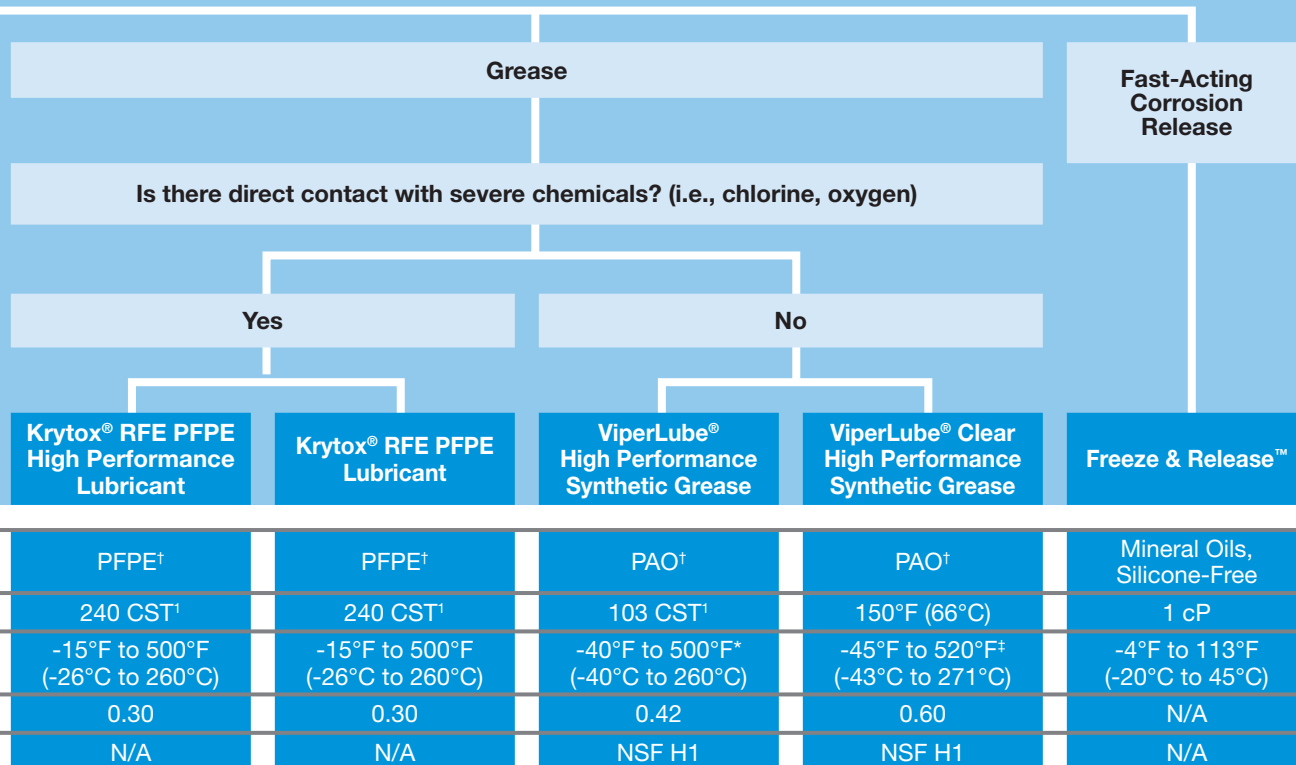 Grease
Fast-Acting
Corrosion
Release
Is there direct contact with severe chemicals? (i.e., chlorine, oxygen)
Yes
No
Krytox® RFE PFPE
High Performance
Lubricant
Krytox® RFE PFPE
Lubricant
ViperLube®
High Performance
Synthetic Grease
ViperLube® Clear
High Performance
Synthetic Grease
Freeze & Release™
PFPE†
PFPE†
PAO†
PAO†
Mineral Oils,
Silicone-Free
240 CST¹
240 CST¹
103 CST¹
150°F (66°C)
1 cP
-15°F to 500°F
(-26°C to 260°C)
-15°F to 500°F
(-26°C to 260°C)
-40°F to 500°F*
(-40°C to 260°C)
-45°F to 520°F‡
(-43°C to 271°C)
-4°F to 113°F
(-20°C to 45°C)
0.30
0.30
0.42
0.60
N/A
N/A
N/A
NSF H1
NSF H1
N/A